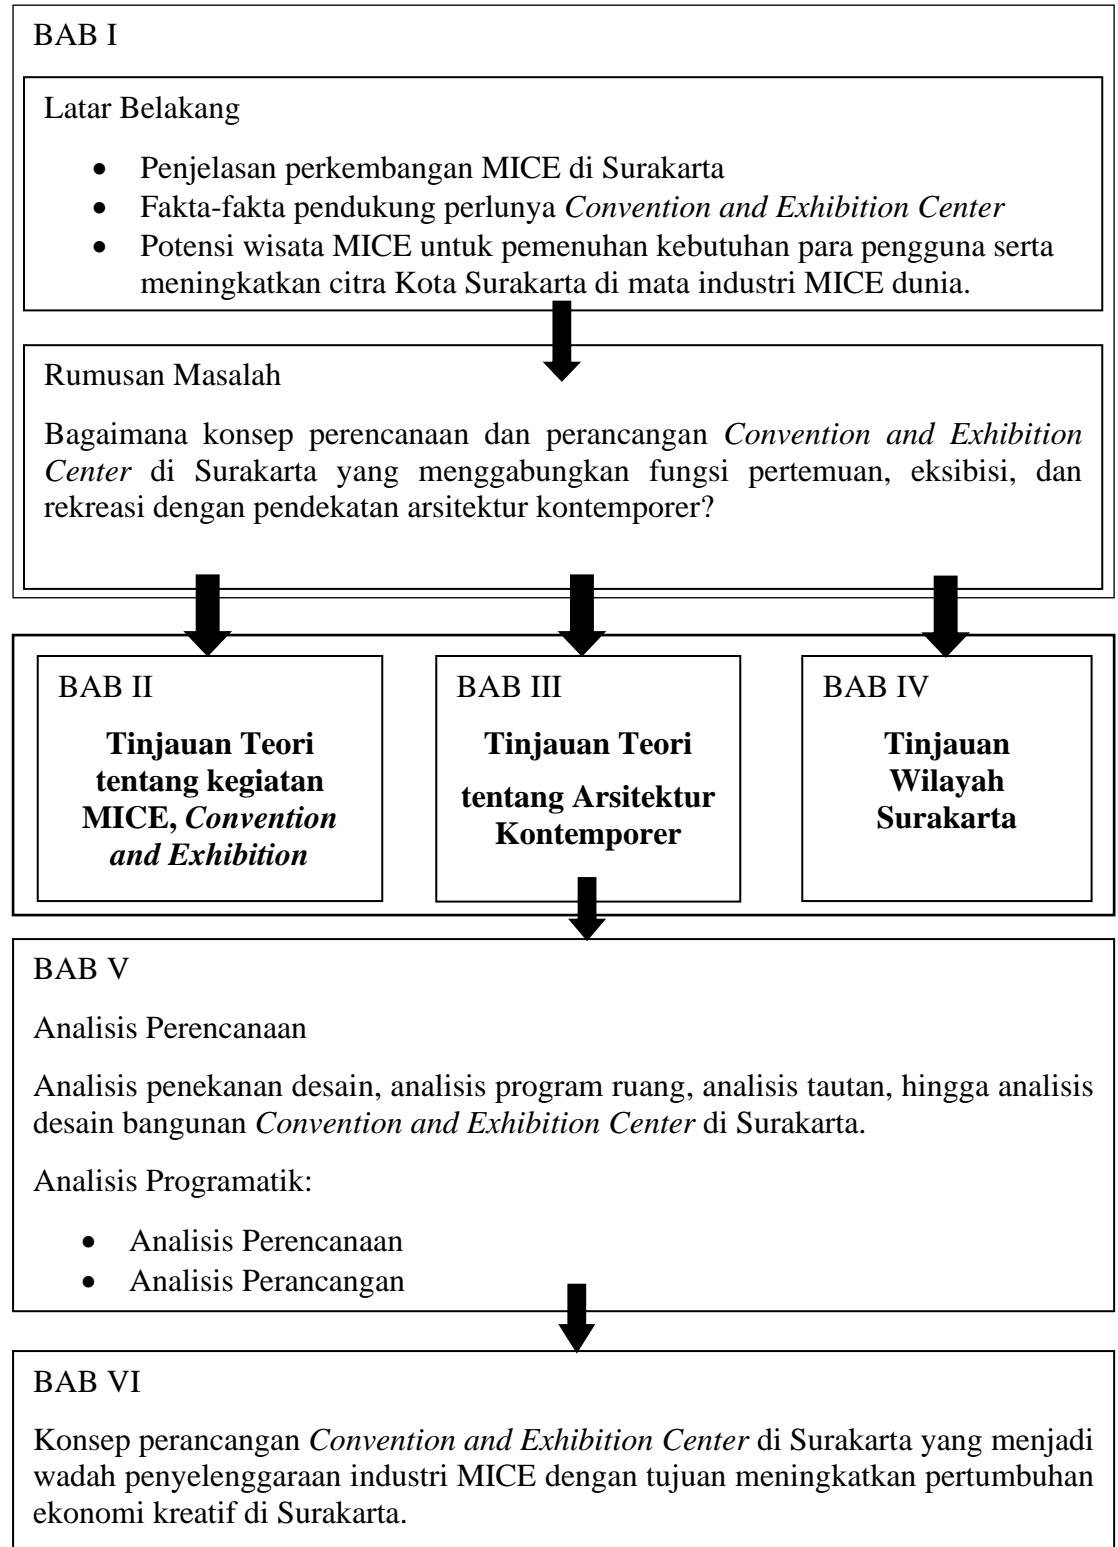 BAB I
Latar Belakang
• Penjelasan perkembangan MICE di Surakarta
• Fakta-fakta pendukung perlunya Convention and Exhibition Center
• Potensi wisata MICE untuk pemenuhan kebutuhan para pengguna serta
meningkatkan citra Kota Surakarta di mata industri MICE dunia.
Rumusan Masalah
Bagaimana konsep perencanaan dan perancangan Convention and Exhibition
Center di Surakarta yang menggabungkan fungsi pertemuan, eksibisi, dan
rekreasi dengan pendekatan arsitektur kontemporer?
BAB II
Tinjauan Teori
tentang kegiatan
MICE, Convention
and Exhibition
BAB III
Tinjauan Teori
tentang Arsitektur
Kontemporer
BAB IV
Tinjauan
Wilayah
Surakarta
BAB V
Analisis Perencanaan
Analisis penekanan desain, analisis program ruang, analisis tautan, hingga analisis
desain bangunan Convention and Exhibition Center di Surakarta.
Analisis Programatik:
• Analisis Perencanaan
• Analisis Perancangan
BAB VI
Konsep perancangan Convention and Exhibition Center di Surakarta yang menjadi
wadah penyelenggaraan industri MICE dengan tujuan meningkatkan pertumbuhan
ekonomi kreatif di Surakarta.